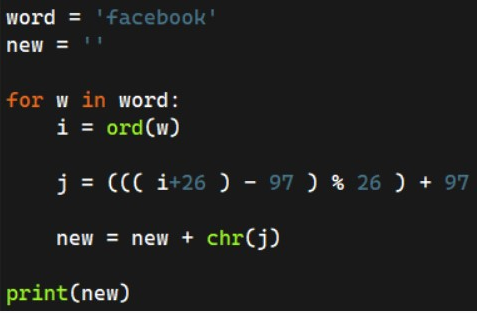 word = 'facebook'
new = ''
for w in word:
    i = ord(w)
    j = ((( i+26 ) - 97 ) % 26 ) + 97
    new = new + chr(j)
print(new)